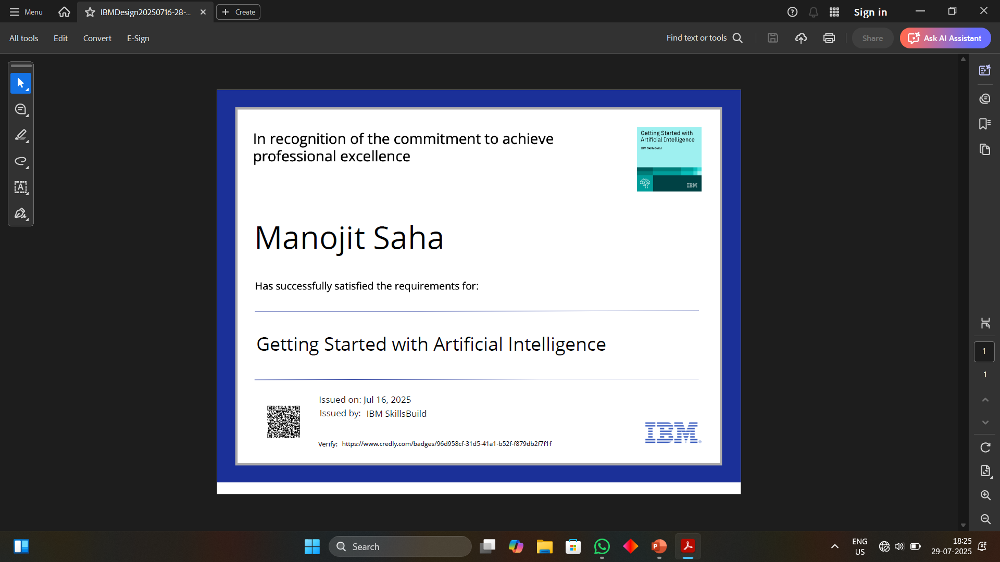 Menu
IBMDesign20250716-28-...
Create
Sign in
All tools
Edit
Convert
E-Sign
Find text or tools
Share
Ask AI Assistant
In recognition of the commitment to achieve
professional excellence
Getting Started with
Artificial Intelligence
IBM SkillsBuild
IBM
Manojit Saha
Has successfully satisfied the requirements for:
Getting Started with Artificial Intelligence
Issued on: Jul 16, 2025
Issued by: IBM SkillsBuild
Verify: https://www.credly.com/badges/96d958cf-31d5-41a1-b52f-f879db2f7f1f
IBM®
1
1
Search
ENG
US
18:25
29-07-2025